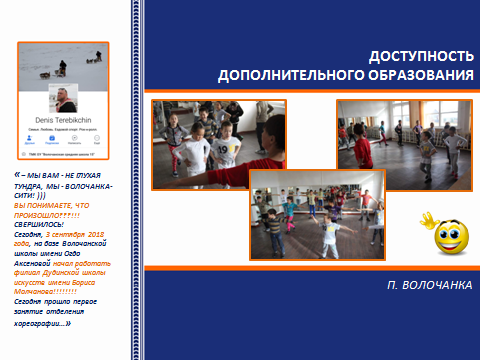 ДОСТУПНОСТЬ
ДОПОЛНИТЕЛЬНОГО ОБРАЗОВАНИЯ
Denis Terebikchin
«– МЫ ВАМ - НЕ ГЛУХАЯ
ТУНДРА, МЫ - ВОЛОЧАНКА-
СИТИ! )))
ВЫ ПОНИМАЕТЕ, ЧТО
ПРОИЗОШЛО???!!!
СВЕРШИЛОСЬ!
Сегодня, 3 сентября 2018
года, на базе Волочанской
школы имени Огдо
Аксеновой начал работать
филиал Дудинской школы
искусств имени Бориса
Молчанова!!!!!!!!
Сегодня прошло первое
занятие отделения
хореографии...»
49
П. ВОЛОЧАНКА